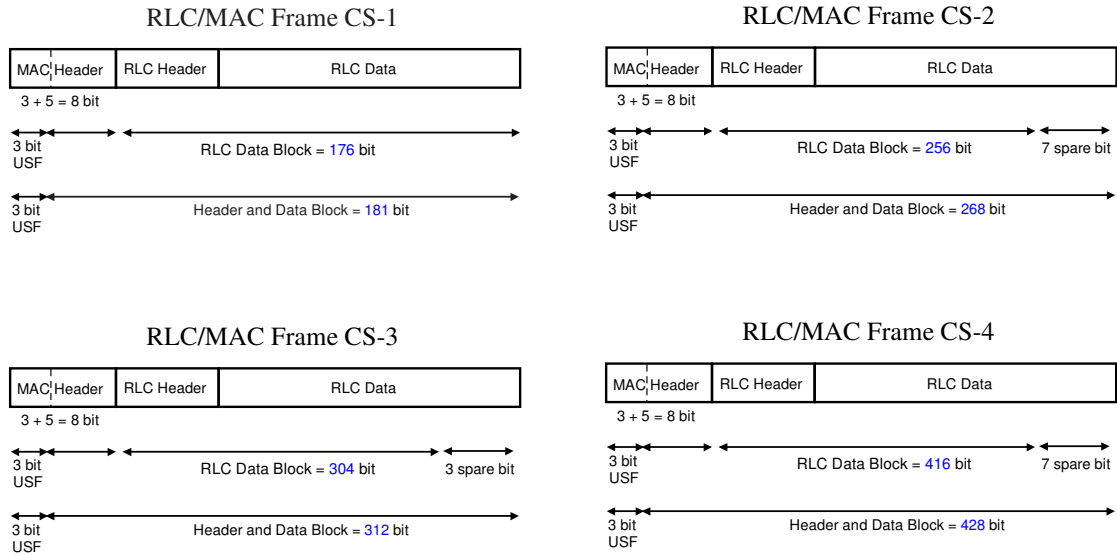 RLC/MAC Frame CS-1
MAC Header RLC Header RLC Data
3 + 5 = 8 bit
3 bit
USF
RLC Data Block = 176 bit
3 bit
USF
Header and Data Block = 181 bit
RLC/MAC Frame CS-2
MAC Header RLC Header RLC Data
3 + 5 = 8 bit
3 bit
USF
RLC Data Block = 256 bit
7 spare bit
3 bit
USF
Header and Data Block = 268 bit
RLC/MAC Frame CS-3
MAC Header RLC Header RLC Data
3 + 5 = 8 bit
3 bit
USF
RLC Data Block = 304 bit
3 spare bit
3 bit
USF
Header and Data Block = 312 bit
RLC/MAC Frame CS-4
MAC Header RLC Header RLC Data
3 + 5 = 8 bit
3 bit
USF
RLC Data Block = 416 bit
7 spare bit
3 bit
USF
Header and Data Block = 428 bit